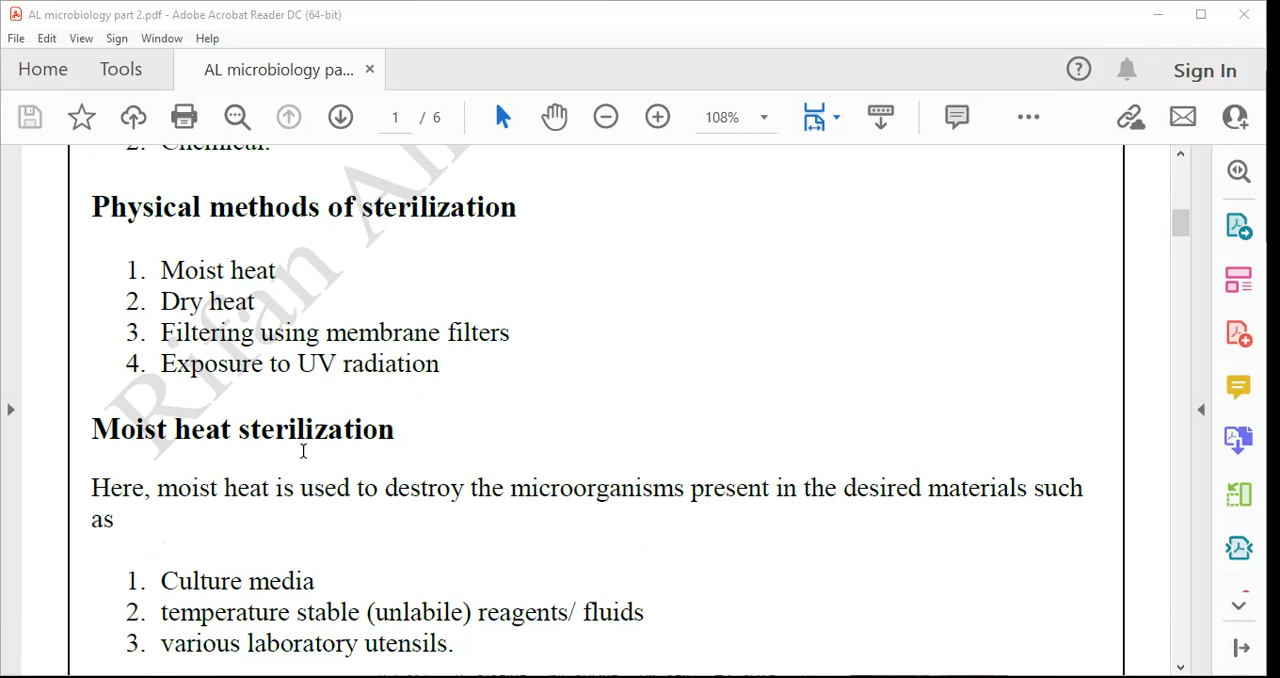 AL microbiology part 2.pdf - Adobe Acrobat Reader DC (64-bit)
File Edit View Sign Window Help
Home Tools AL microbiology pa... × Sign In
1 / 6 108%
2. Chemical.
Physical methods of sterilization
1. Moist heat
2. Dry heat
3. Filtering using membrane filters
4. Exposure to UV radiation
Moist heat sterilization
Here, moist heat is used to destroy the microorganisms present in the desired materials such
as
1. Culture media
2. temperature stable (unlabile) reagents/ fluids
3. various laboratory utensils.
Rifan